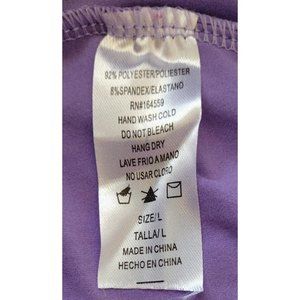 92% POLYESTER/POLIESTER
8%SPANDEX/ELASTANO
RN#164559
HAND WASH COLD
DO NOT BLEACH
HANG DRY
LAVE FRIO A MANO
NO USAR CLORO
SIZE/ L
TALLA/ L
MADE IN CHINA
HECHO EN CHINA